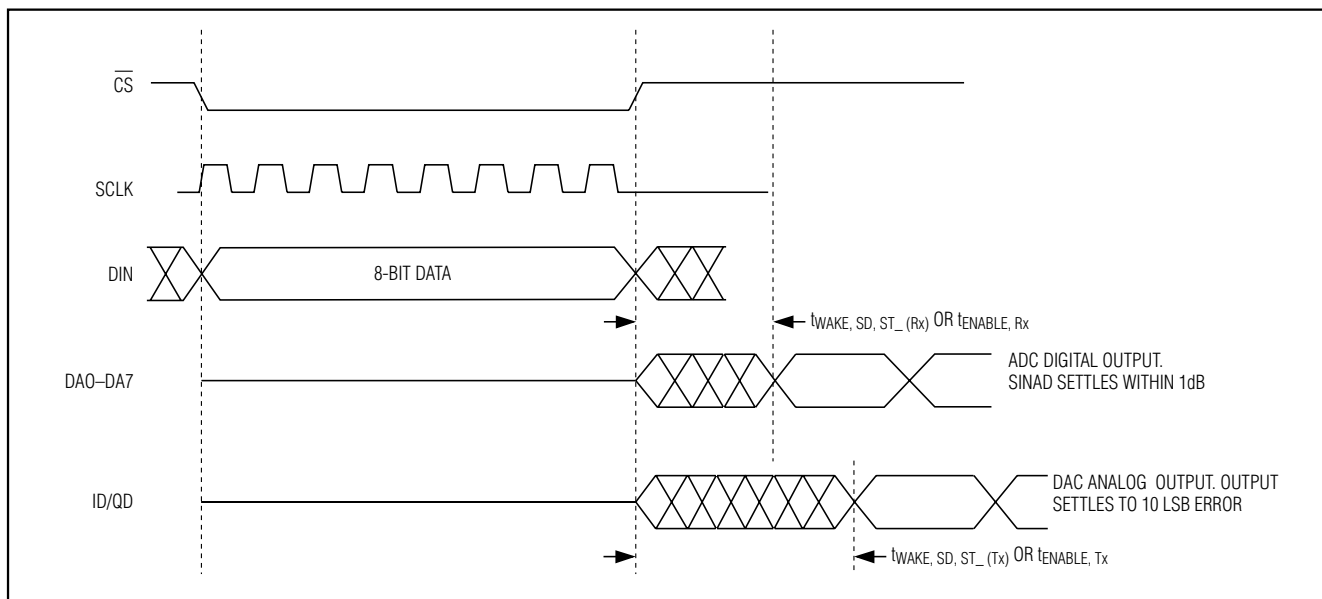 CS
SCLK
DIN
8-BIT DATA
tWAKE, SD, ST_ (Rx) OR tENABLE, Rx
DA0–DA7
ADC DIGITAL OUTPUT.
SINAD SETTLES WITHIN 1dB
ID/QD
DAC ANALOG OUTPUT. OUTPUT
SETTLES TO 10 LSB ERROR
tWAKE, SD, ST_ (Tx) OR tENABLE, Tx